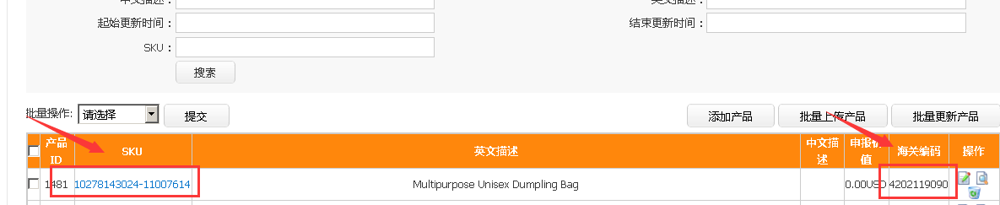 中文描述： 英文描述：
起始更新时间： 结束更新时间：
SKU：
搜索
批量操作: 请选择 提交 添加产品 批量上传产品 批量更新产品
产品ID SKU 英文描述 中文描述 申报价值 海关编码 操作
1481 10278143024-11007614 Multipurpose Unisex Dumpling Bag 0.00USD 4202119090